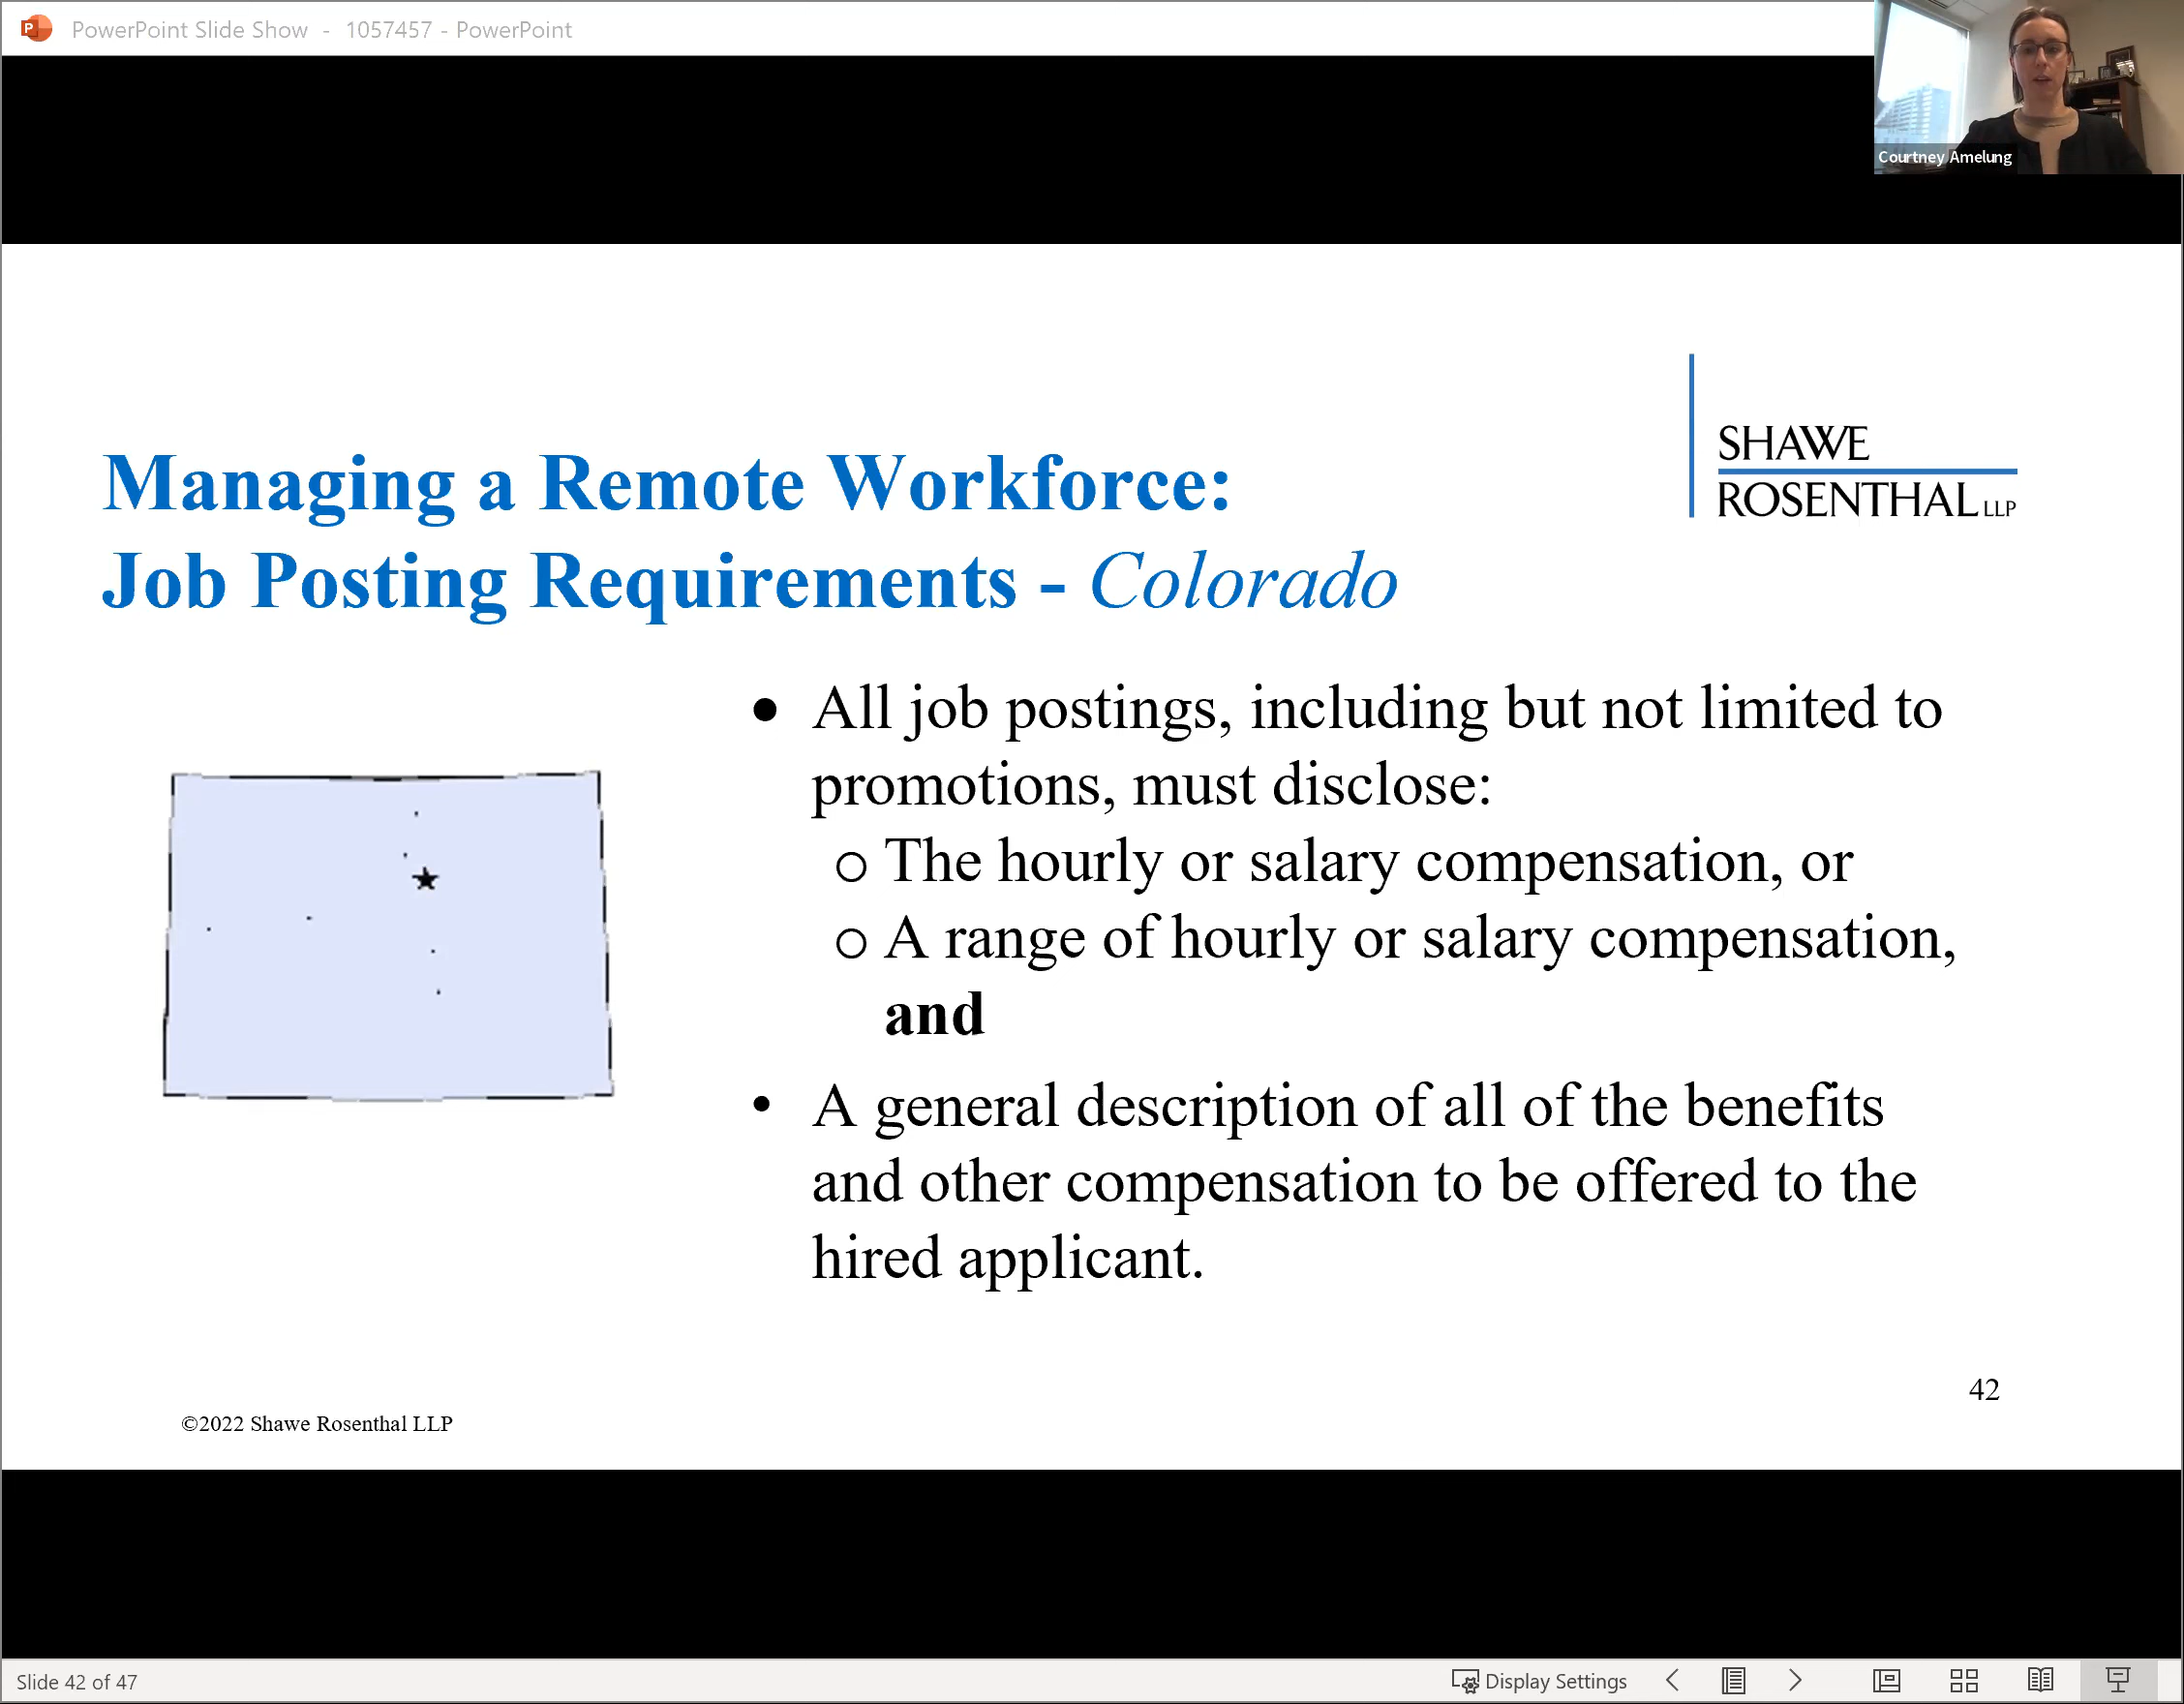 PowerPoint Slide Show - 1057457 - PowerPoint
Courtney Amelung
SHAWE
ROSENTHAL LLP
Managing a Remote Workforce:
Job Posting Requirements - Colorado
• All job postings, including but not limited to
promotions, must disclose:
o The hourly or salary compensation, or
o A range of hourly or salary compensation,
and
• A general description of all of the benefits
and other compensation to be offered to the
hired applicant.
42
©2022 Shawe Rosenthal LLP
Slide 42 of 47
Display Settings